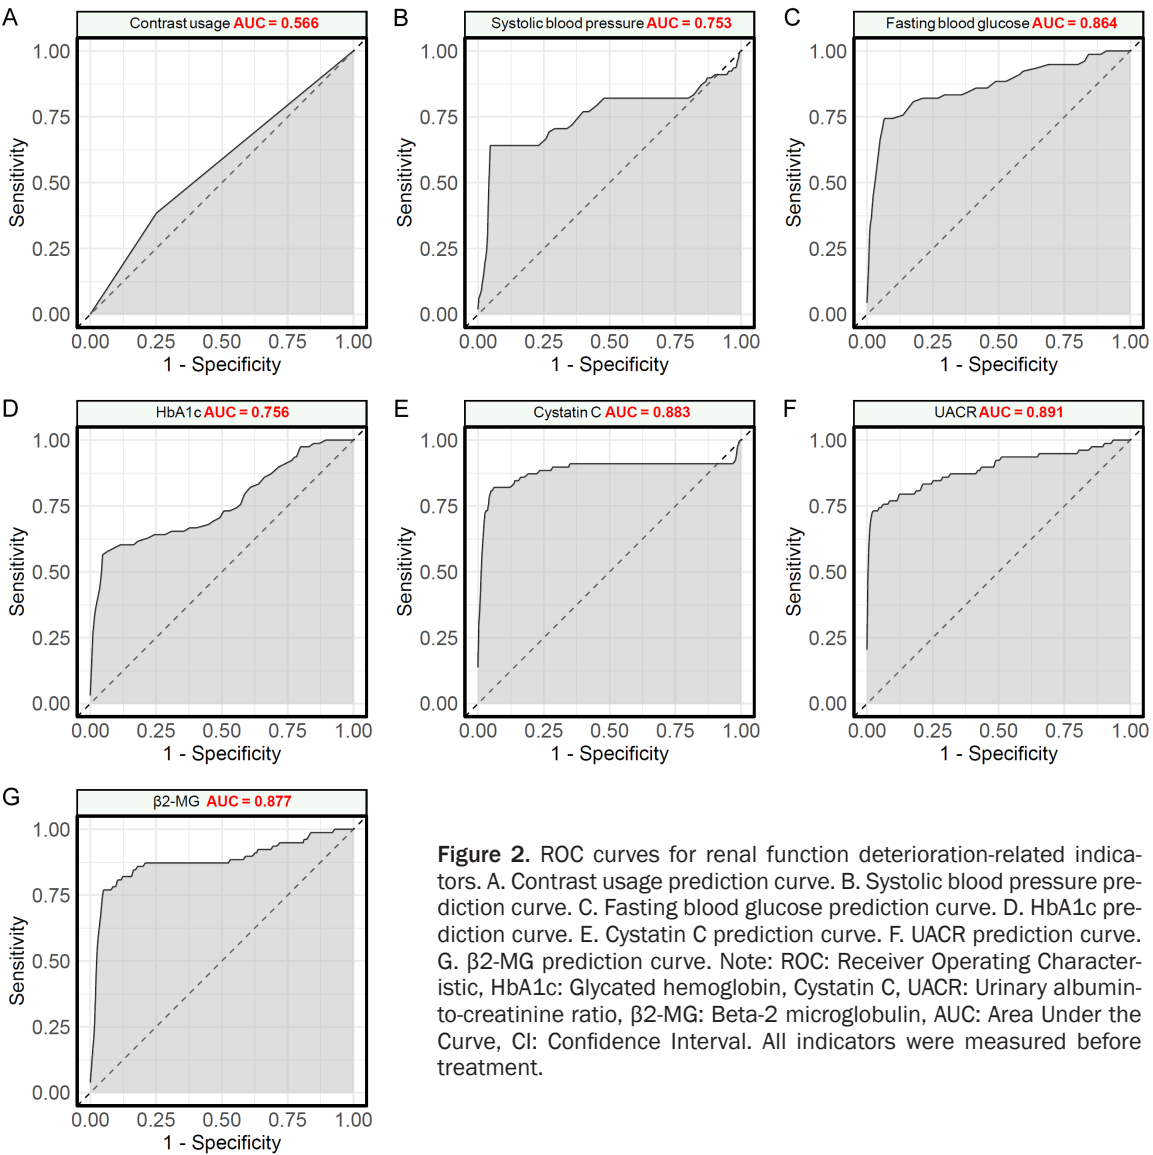 A
Contrast usage AUC = 0.566
1.00
0.75
0.50
0.25
0.00
Sensitivity
0.00 0.25 0.50 0.75 1.00
1 - Specificity
B
Systolic blood pressure AUC = 0.753
1.00
0.75
0.50
0.25
0.00
Sensitivity
0.00 0.25 0.50 0.75 1.00
1 - Specificity
C
Fasting blood glucose AUC = 0.864
1.00
0.75
0.50
0.25
0.00
Sensitivity
0.00 0.25 0.50 0.75 1.00
1 - Specificity
D
HbA1c AUC = 0.756
1.00
0.75
0.50
0.25
0.00
Sensitivity
0.00 0.25 0.50 0.75 1.00
1 - Specificity
E
Cystatin C AUC = 0.883
1.00
0.75
0.50
0.25
0.00
Sensitivity
0.00 0.25 0.50 0.75 1.00
1 - Specificity
F
UACR AUC = 0.891
1.00
0.75
0.50
0.25
0.00
Sensitivity
0.00 0.25 0.50 0.75 1.00
1 - Specificity
G
β2-MG AUC = 0.877
1.00
0.75
0.50
0.25
0.00
Sensitivity
0.00 0.25 0.50 0.75 1.00
1 - Specificity
Figure 2. ROC curves for renal function deterioration-related indica-
tors. A. Contrast usage prediction curve. B. Systolic blood pressure pre-
diction curve. C. Fasting blood glucose prediction curve. D. HbA1c pre-
diction curve. E. Cystatin C prediction curve. F. UACR prediction curve.
G. β2-MG prediction curve. Note: ROC: Receiver Operating Character-
istic, HbA1c: Glycated hemoglobin, Cystatin C, UACR: Urinary albumin-
to-creatinine ratio, β2-MG: Beta-2 microglobulin, AUC: Area Under the
Curve, CI: Confidence Interval. All indicators were measured before
treatment.